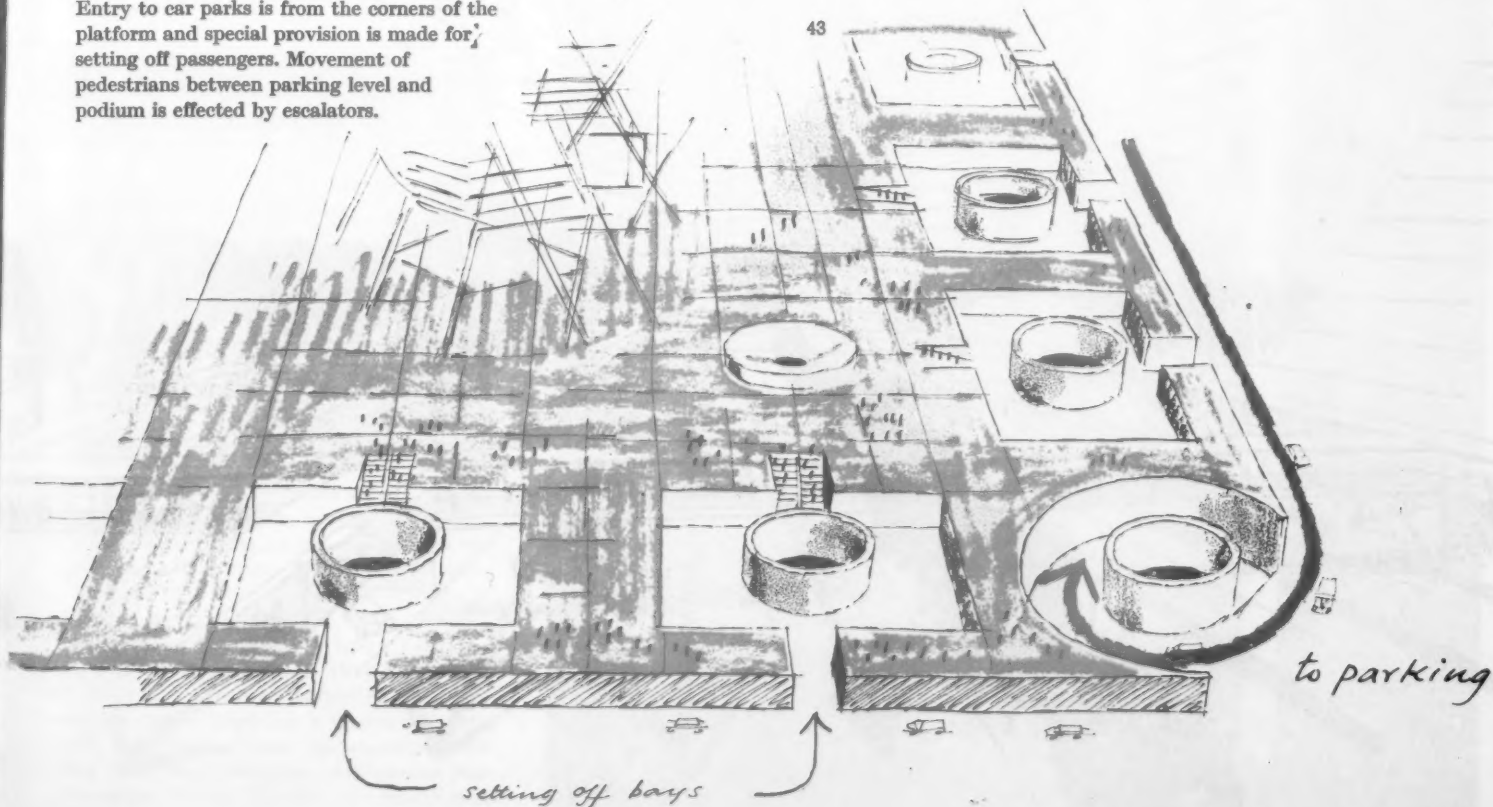 Entry to car parks is from the corners of the
platform and special provision is made for
setting off passengers. Movement of
pedestrians between parking level and
podium is effected by escalators.
43
to parking
setting off bays